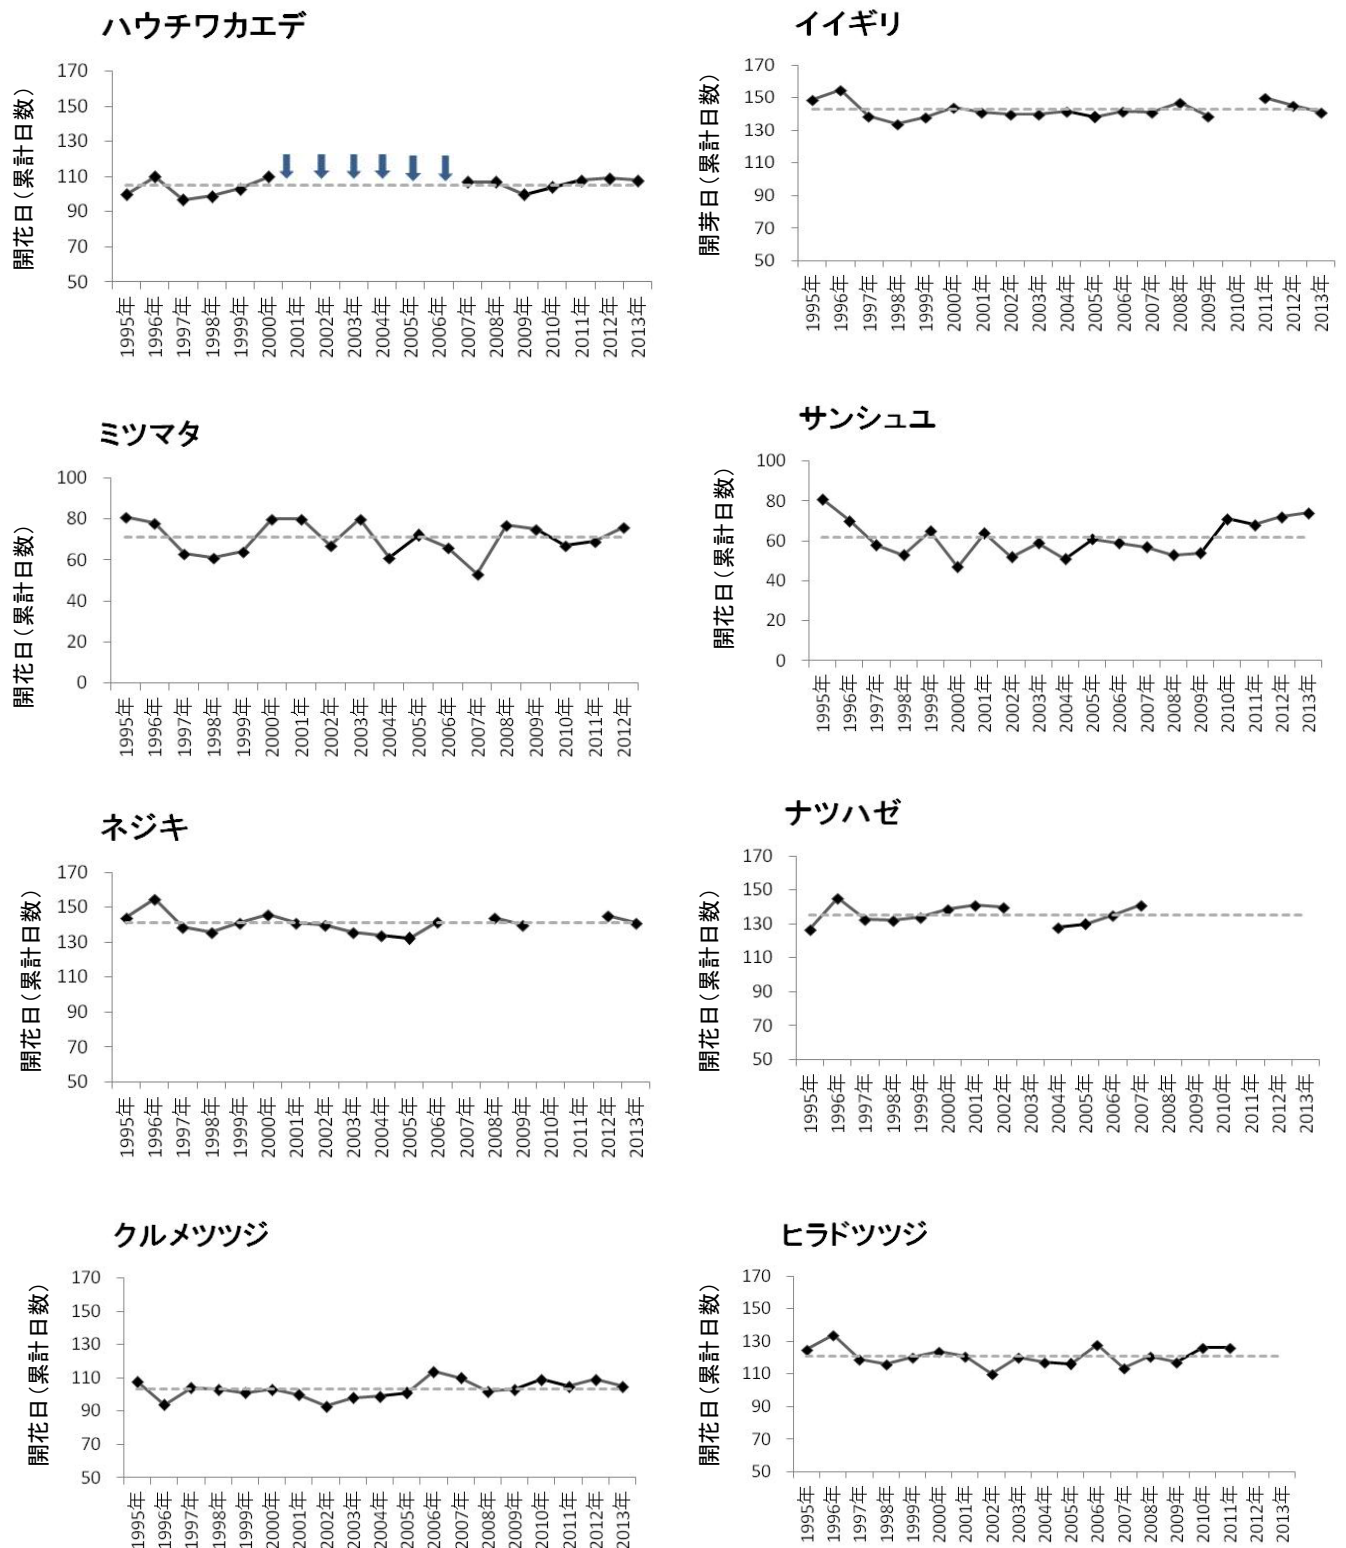 ハウチワカエデ
開花日(累計日数)
170
150
130
110
90
70
50
1995年
1996年
1997年
1998年
1999年
2000年
2001年
2002年
2003年
2004年
2005年
2006年
2007年
2008年
2009年
2010年
2011年
2012年
2013年
イイギリ
開芽日(累計日数)
170
150
130
110
90
70
50
1995年
1996年
1997年
1998年
1999年
2000年
2001年
2002年
2003年
2004年
2005年
2006年
2007年
2008年
2009年
2010年
2011年
2012年
2013年
ミツマタ
開花日(累計日数)
100
80
60
40
20
0
1995年
1996年
1997年
1998年
1999年
2000年
2001年
2002年
2003年
2004年
2005年
2006年
2007年
2008年
2009年
2010年
2011年
2012年
サンシュユ
開花日(累計日数)
100
80
60
40
20
0
1995年
1996年
1997年
1998年
1999年
2000年
2001年
2002年
2003年
2004年
2005年
2006年
2007年
2008年
2009年
2010年
2011年
2012年
2013年
ネジキ
開花日(累計日数)
170
150
130
110
90
70
50
1995年
1996年
1997年
1998年
1999年
2000年
2001年
2002年
2003年
2004年
2005年
2006年
2007年
2008年
2009年
2010年
2011年
2012年
2013年
ナツハゼ
開花日(累計日数)
170
150
130
110
90
70
50
1995年
1996年
1997年
1998年
1999年
2000年
2001年
2002年
2003年
2004年
2005年
2006年
2007年
2008年
2009年
2010年
2011年
2012年
2013年
クルメツツジ
開花日(累計日数)
170
150
130
110
90
70
50
1995年
1996年
1997年
1998年
1999年
2000年
2001年
2002年
2003年
2004年
2005年
2006年
2007年
2008年
2009年
2010年
2011年
2012年
2013年
ヒラドツツジ
開花日(累計日数)
170
150
130
110
90
70
50
1995年
1996年
1997年
1998年
1999年
2000年
2001年
2002年
2003年
2004年
2005年
2006年
2007年
2008年
2009年
2010年
2011年
2012年
2013年